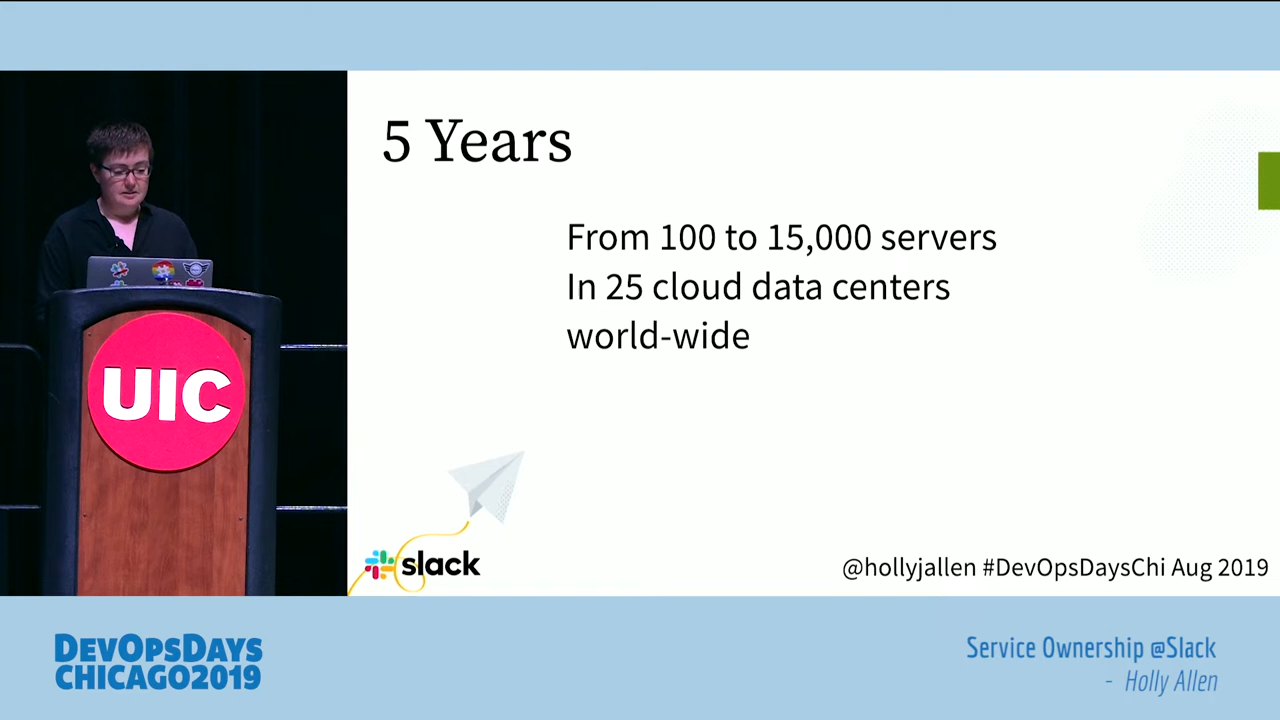 5 Years
From 100 to 15,000 servers
In 25 cloud data centers
world-wide
UIC
slack
@hollyjallen #DevOpsDaysChi Aug 2019
DEVOPSDAYS
CHICAGO2019
Service Ownership @Slack
- Holly Allen